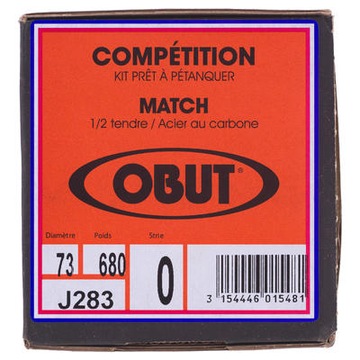 COMPÉTITION
KIT PRÊT À PÉTANQUER
MATCH
1/2 tendre / Acier au carbone
OBUT®
Diamètre Poids Strie
73 680 0
J283
3 154446 015481